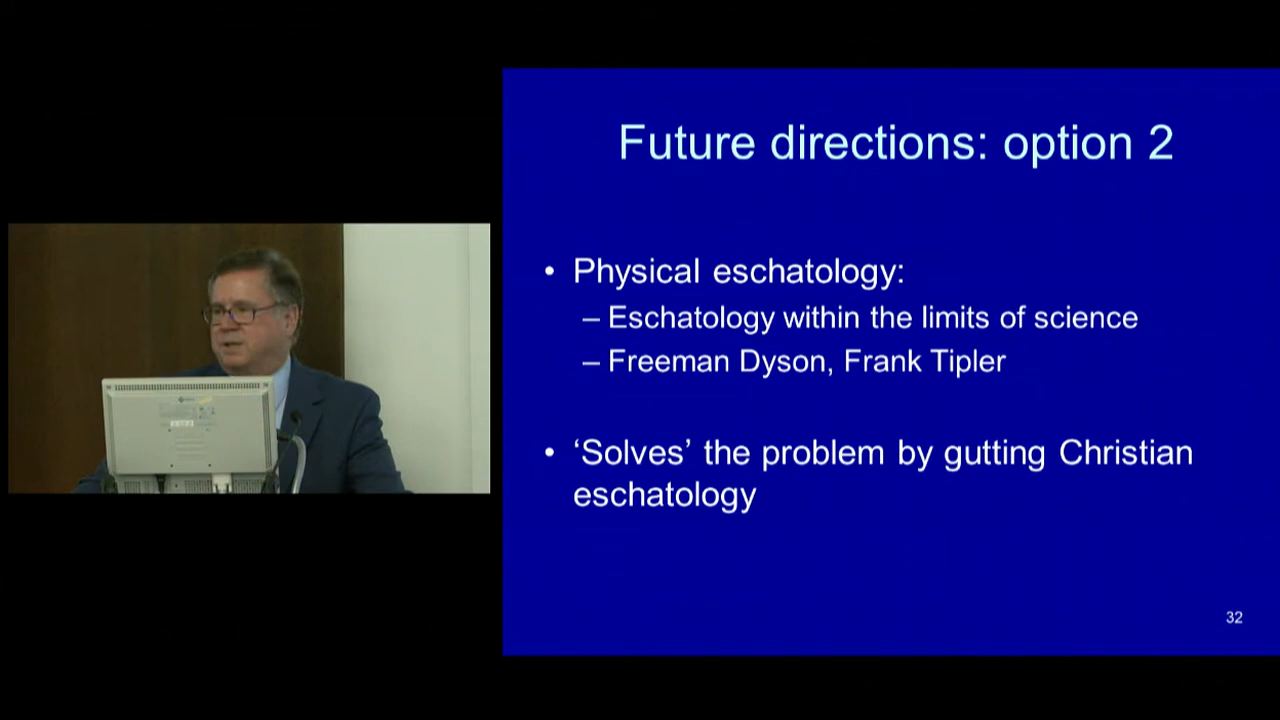 Future directions: option 2
• Physical eschatology:
– Eschatology within the limits of science
– Freeman Dyson, Frank Tipler
• ‘Solves’ the problem by gutting Christian
eschatology
32